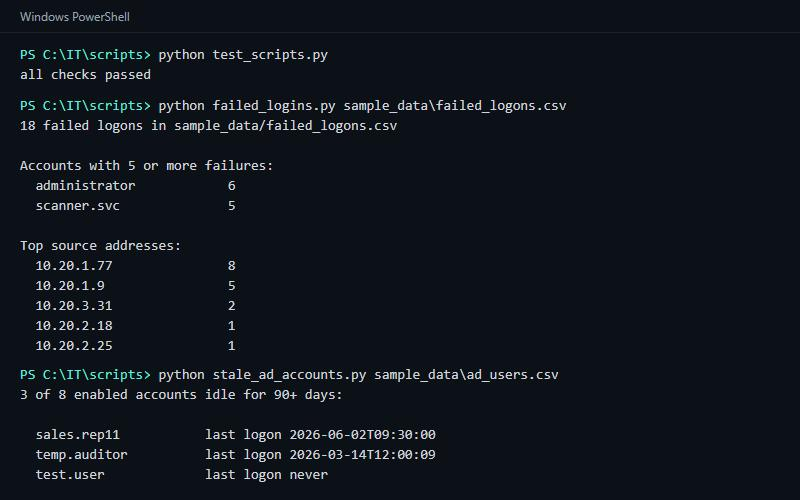 Windows PowerShell
PS C:\IT\scripts> python test_scripts.py
all checks passed
PS C:\IT\scripts> python failed_logins.py sample_data\failed_logons.csv
18 failed logons in sample_data/failed_logons.csv
Accounts with 5 or more failures:
administrator 6
scanner.svc 5
Top source addresses:
10.20.1.77 8
10.20.1.9 5
10.20.3.31 2
10.20.2.18 1
10.20.2.25 1
PS C:\IT\scripts> python stale_ad_accounts.py sample_data\ad_users.csv
3 of 8 enabled accounts idle for 90+ days:
sales.rep11 last logon 2026-06-02T09:30:00
temp.auditor last logon 2026-03-14T12:00:09
test.user last logon never